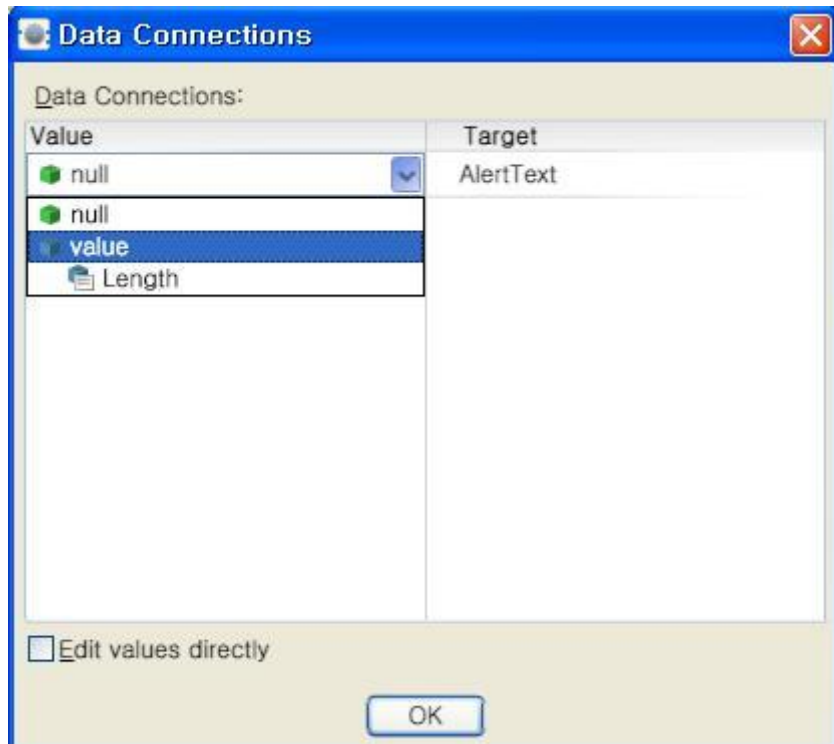 Data Connections
Data Connections:
Value Target
null AlertText
null
value
Length
Edit values directly
OK